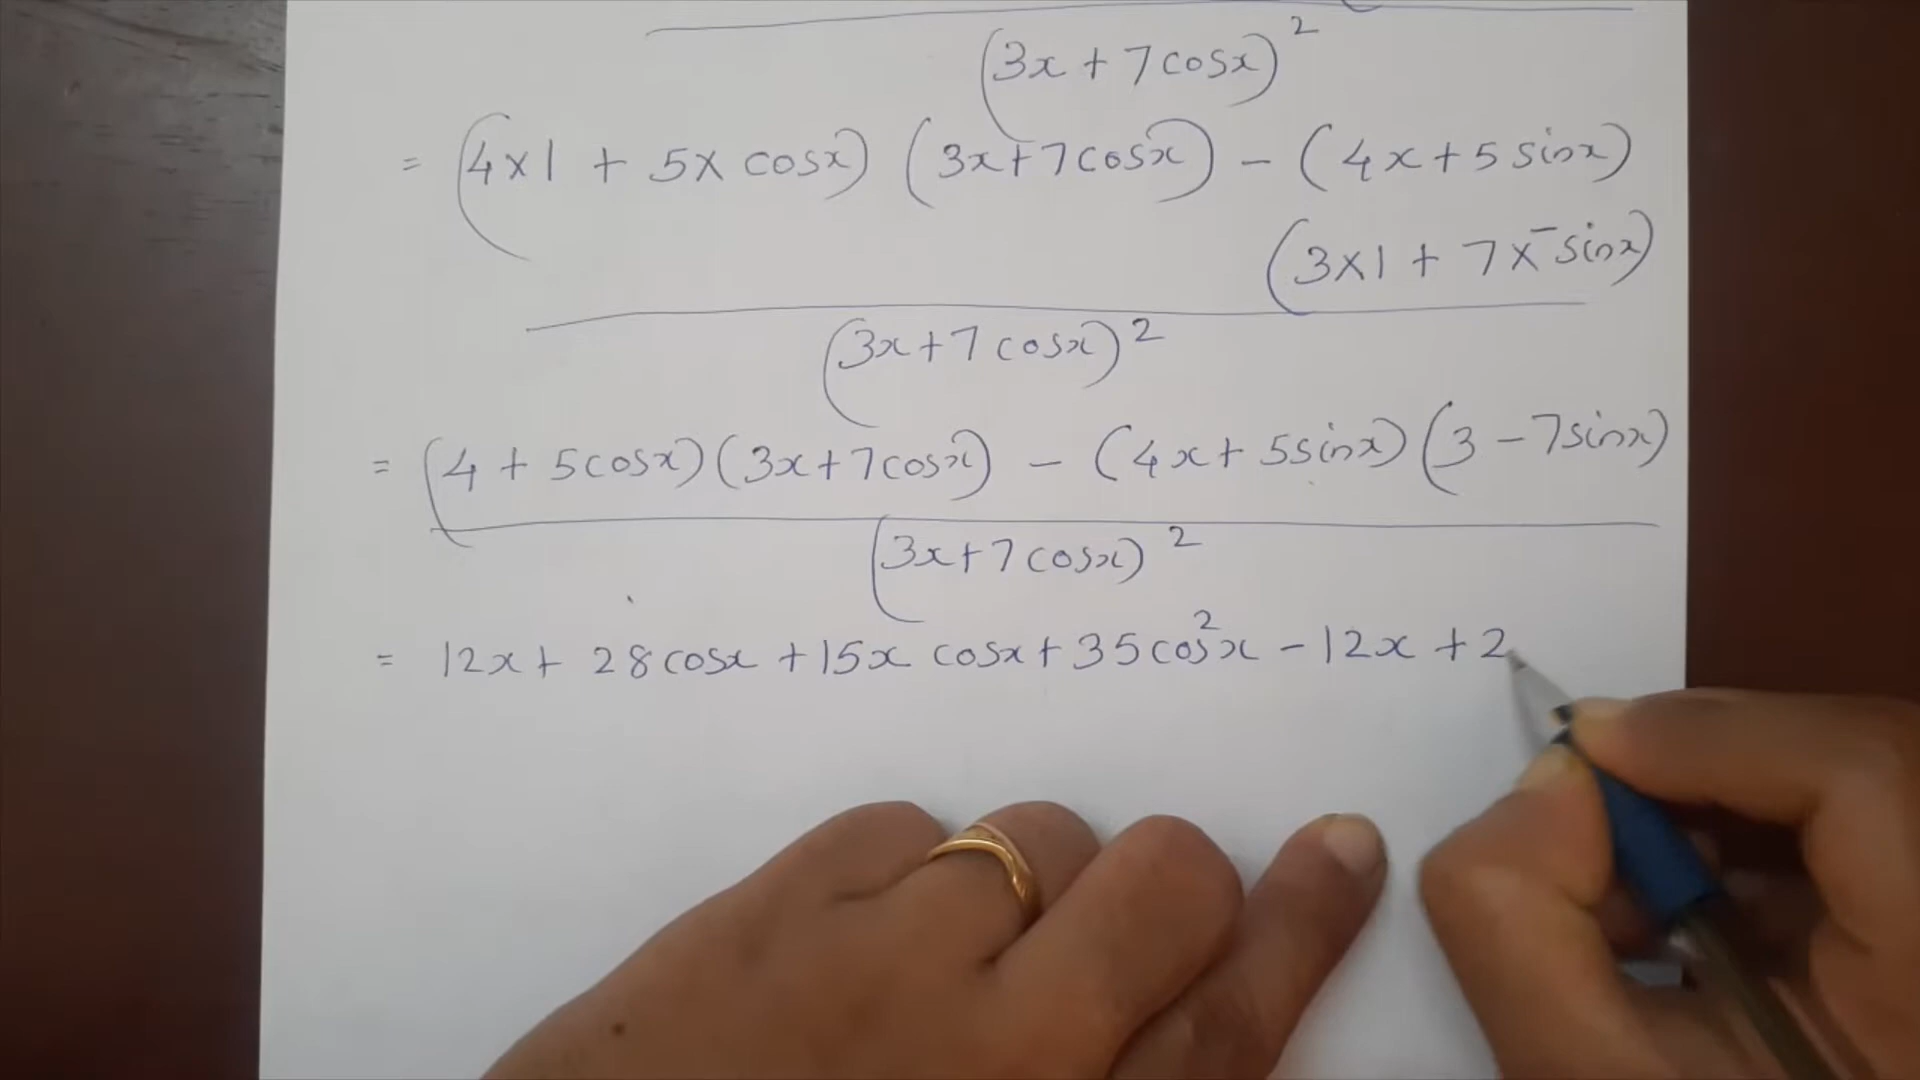 (3x + 7cosx)²
= (4×1 + 5× cosx) (3x+7cosx) - (4x+5sinx)
(3×1 + 7×⁻sinx)
(3x+7cosx)²
= (4 + 5cosx)(3x+7cosx) - (4x+5sinx)(3-7sinx)
(3x+7cosx)²
= 12x+ 28cosx +15x cosx+35cos²x -12x +2